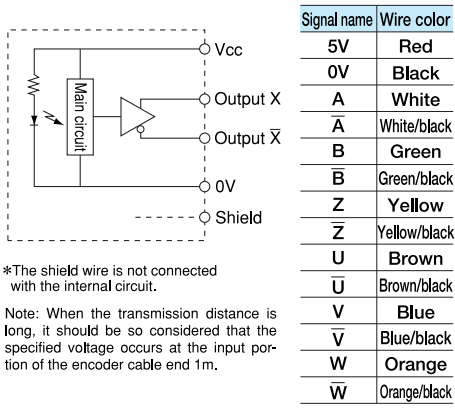 Vcc
Main circuit
Output X
Output X̅
0V
Shield
*The shield wire is not connected
with the internal circuit.
Note: When the transmission distance is
long, it should be so considered that the
specified voltage occurs at the input por-
tion of the encoder cable end 1m.
Signal name Wire color
5V Red
0V Black
A White
A̅ White/black
B Green
B̅ Green/black
Z Yellow
Z̅ Yellow/black
U Brown
U̅ Brown/black
V Blue
V̅ Blue/black
W Orange
W̅ Orange/black